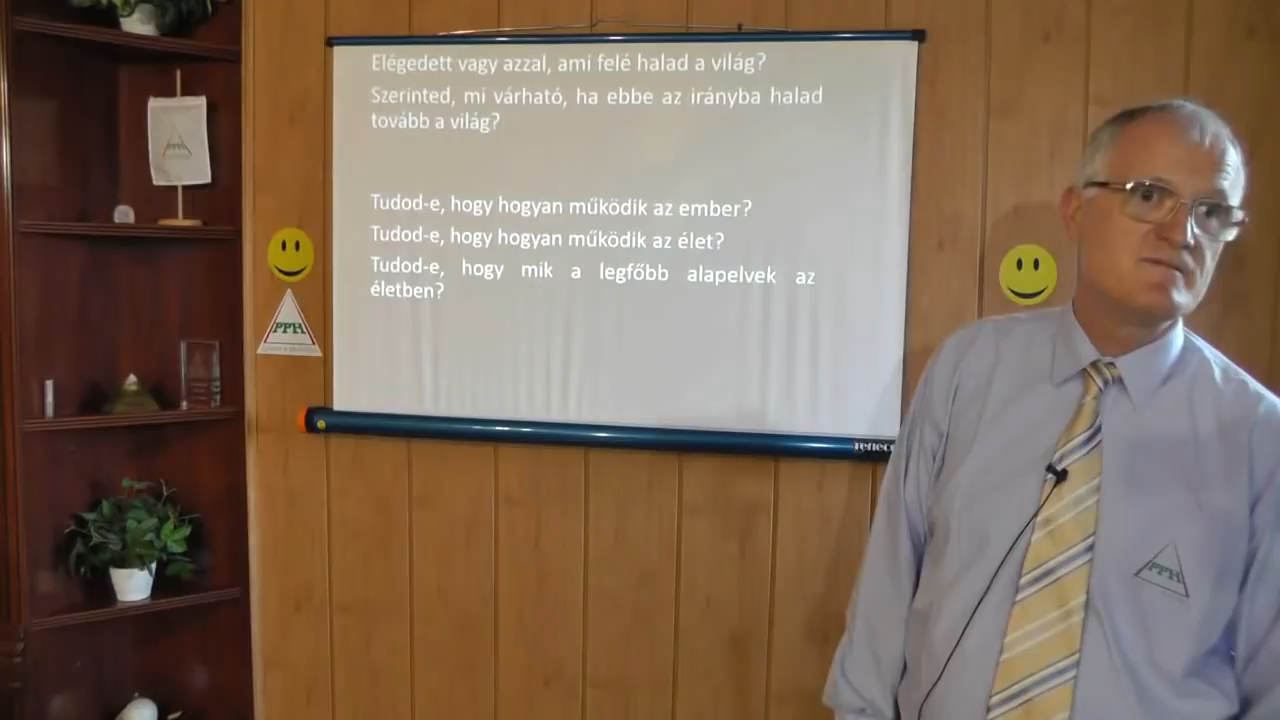 Elégedett vagy azzal, ami felé halad a világ?
Szerinted, mi várható, ha ebbe az irányba halad
tovább a világ?
Tudod-e, hogy hogyan működik az ember?
Tudod-e, hogy hogyan működik az élet?
Tudod-e, hogy mik a legfőbb alapelvek az
életben?
PPH
PPH
PPH